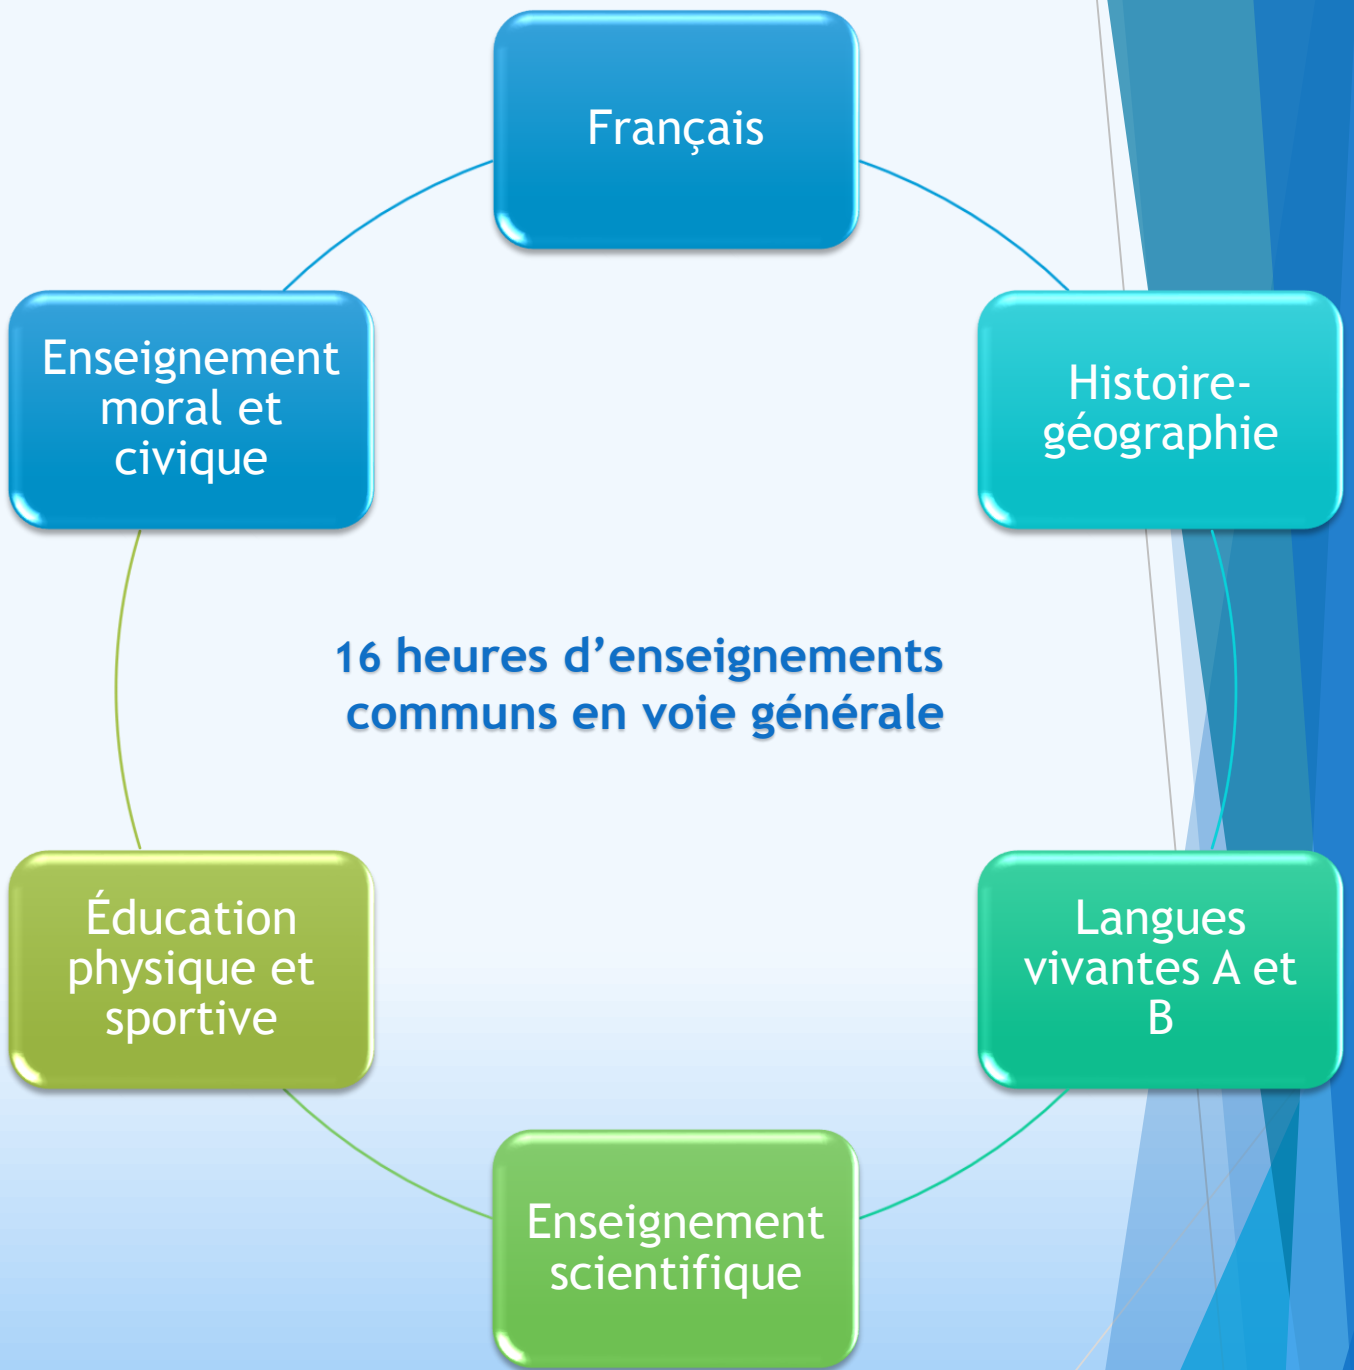 Français
Histoire-
géographie
Langues
vivantes A et
B
Enseignement
scientifique
Éducation
physique et
sportive
Enseignement
moral et
civique
16 heures d’enseignements
communs en voie générale